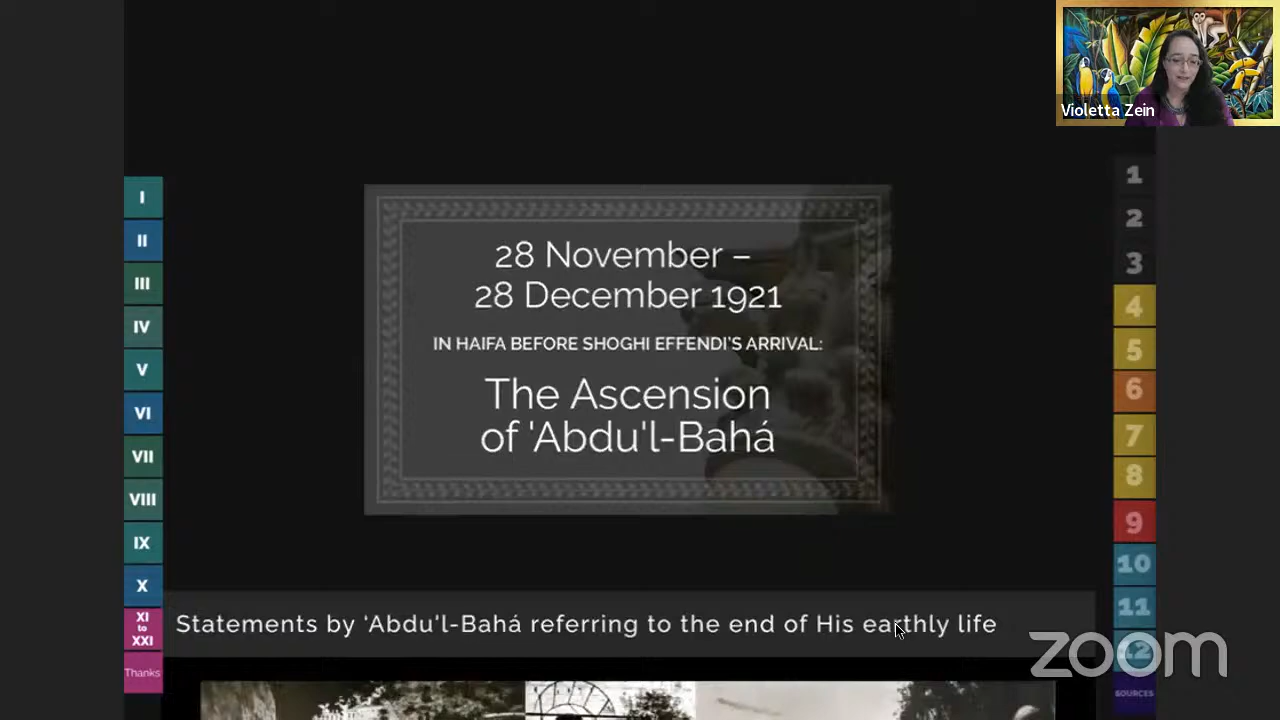 Violetta Zein
I
II
III
IV
V
VI
VII
VIII
IX
X
XI
to
XXI
Thanks
28 November –
28 December 1921
IN HAIFA BEFORE SHOGHI EFFENDI'S ARRIVAL:
The Ascension
of 'Abdu'l-Bahá
Statements by ‘Abdu'l-Bahá referring to the end of His earthly life
1
2
3
4
5
6
7
8
9
10
11
12
SOURCES
zoom